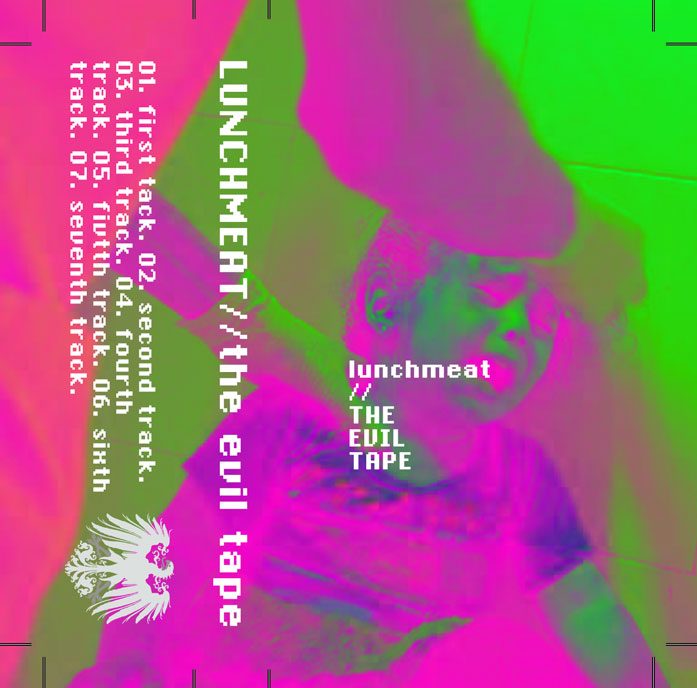 01. first tack. 02. second track.
03. third track. 04. fourth
track. 05. fivtth track. 06. sixth
track. 07. seventh track.
LUNCHMEAT//the evil tape
lunchmeat
//
THE
EVIL
TAPE